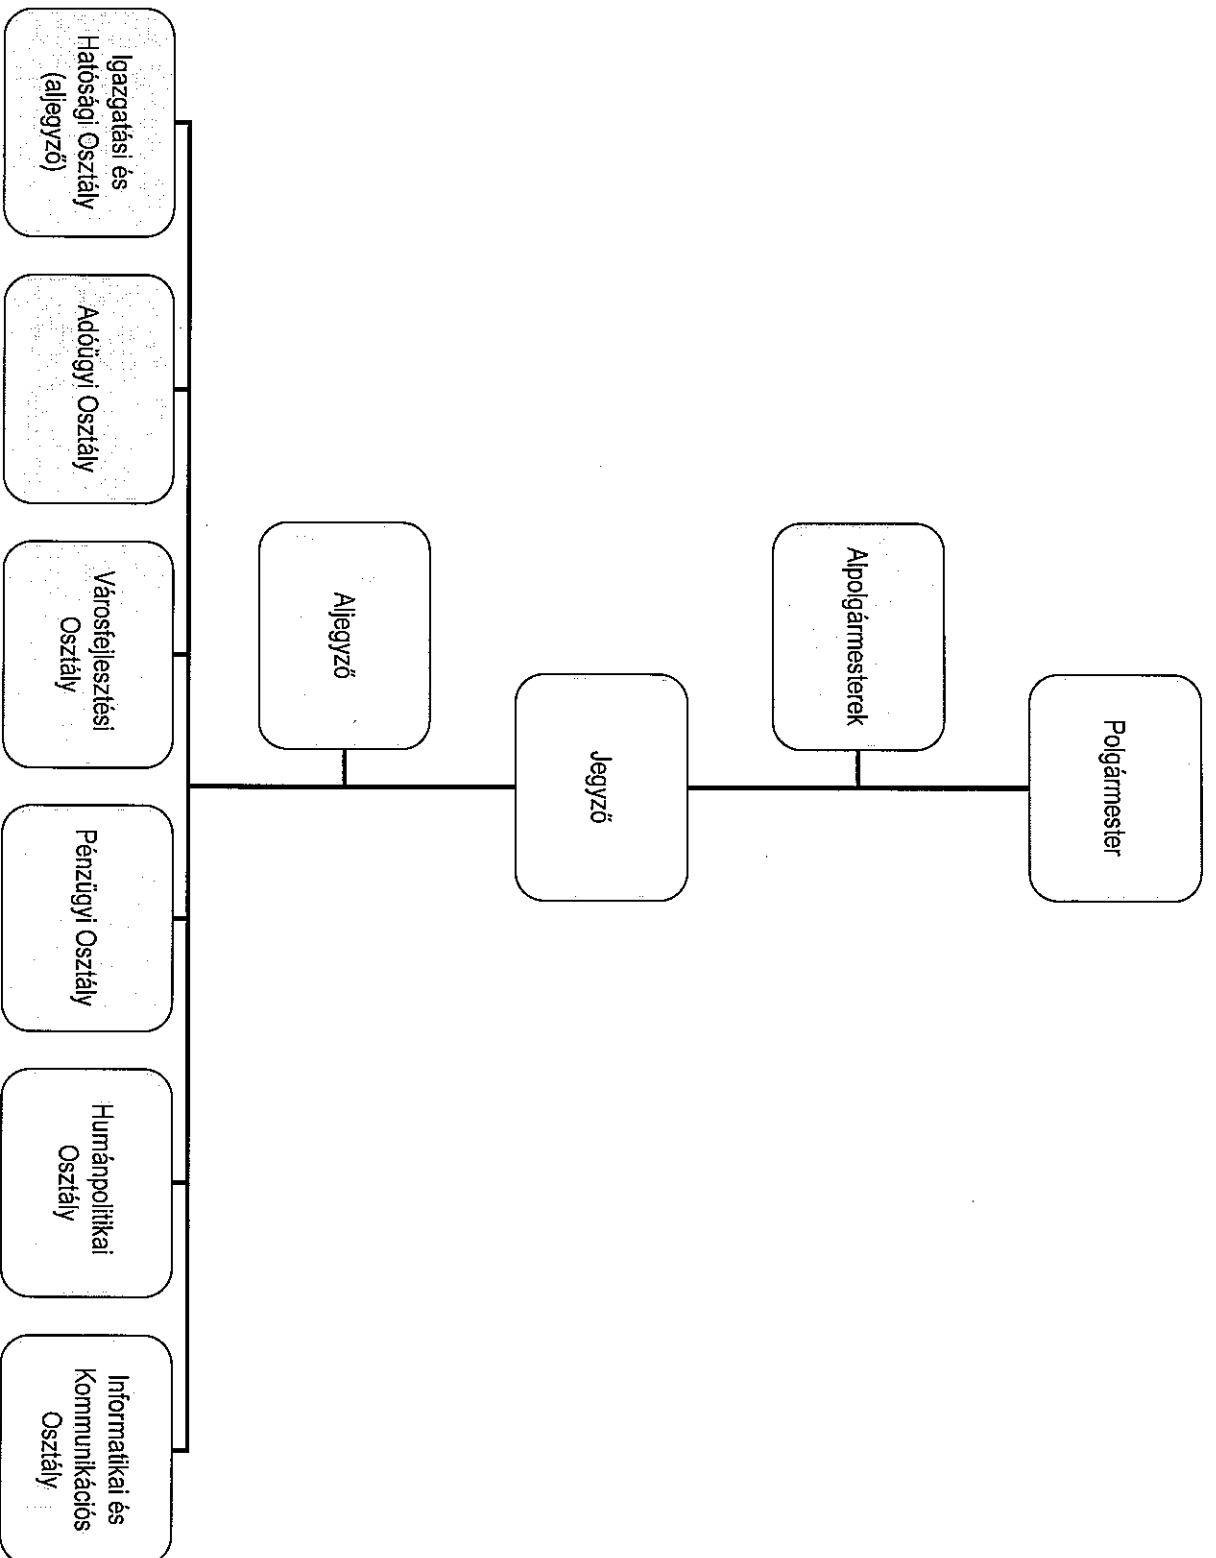 Polgármester
Alpolgármesterek
Jegyző
Aljegyző
Igazgatási és
Hatósági Osztály
(aljegyző)
Adóügyi Osztály
Városfejlesztési
Osztály
Pénzügyi Osztály
Humánpolitikai
Osztály
Informatikai és
Kommunikációs
Osztály